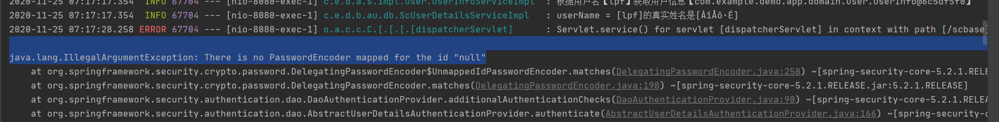 2020-11-25 07:17:17.354  INFO 67704 --- [nio-8080-exec-1] c.e.d.a.s.impl.user.UserInfoServiceImpl  : 根据用户名【lpf】获取用户信息【com.example.demo.app.domain.user.UserInfo@6c5df5f0】
2020-11-25 07:17:17.354  INFO 67704 --- [nio-8080-exec-1] c.e.d.b.au.db.ScUserDetailsServiceImpl   : userName = [lpf]的真实姓名是[ÀîÅô·É]
2020-11-25 07:17:28.258 ERROR 67704 --- [nio-8080-exec-1] o.a.c.c.C.[.[.[.[dispatcherServlet]      : Servlet.service() for servlet [dispatcherServlet] in context with path [/scbase]
java.lang.IllegalArgumentException: There is no PasswordEncoder mapped for the id "null"
at org.springframework.security.crypto.password.DelegatingPasswordEncoder$UnmappedIdPasswordEncoder.matches(DelegatingPasswordEncoder.java:250) ~[spring-security-core-5.2.1.RELE
at org.springframework.security.crypto.password.DelegatingPasswordEncoder.matches(DelegatingPasswordEncoder.java:198) ~[spring-security-core-5.2.1.RELEASE.jar:5.2.1.RELEASE]
at org.springframework.security.authentication.dao.DaoAuthenticationProvider.additionalAuthenticationChecks(DaoAuthenticationProvider.java:90) ~[spring-security-core-5.2.1.RELEA
at org.springframework.security.authentication.dao.AbstractUserDetailsAuthenticationProvider.authenticate(AbstractUserDetailsAuthenticationProvider.java:166) ~[spring-security-c